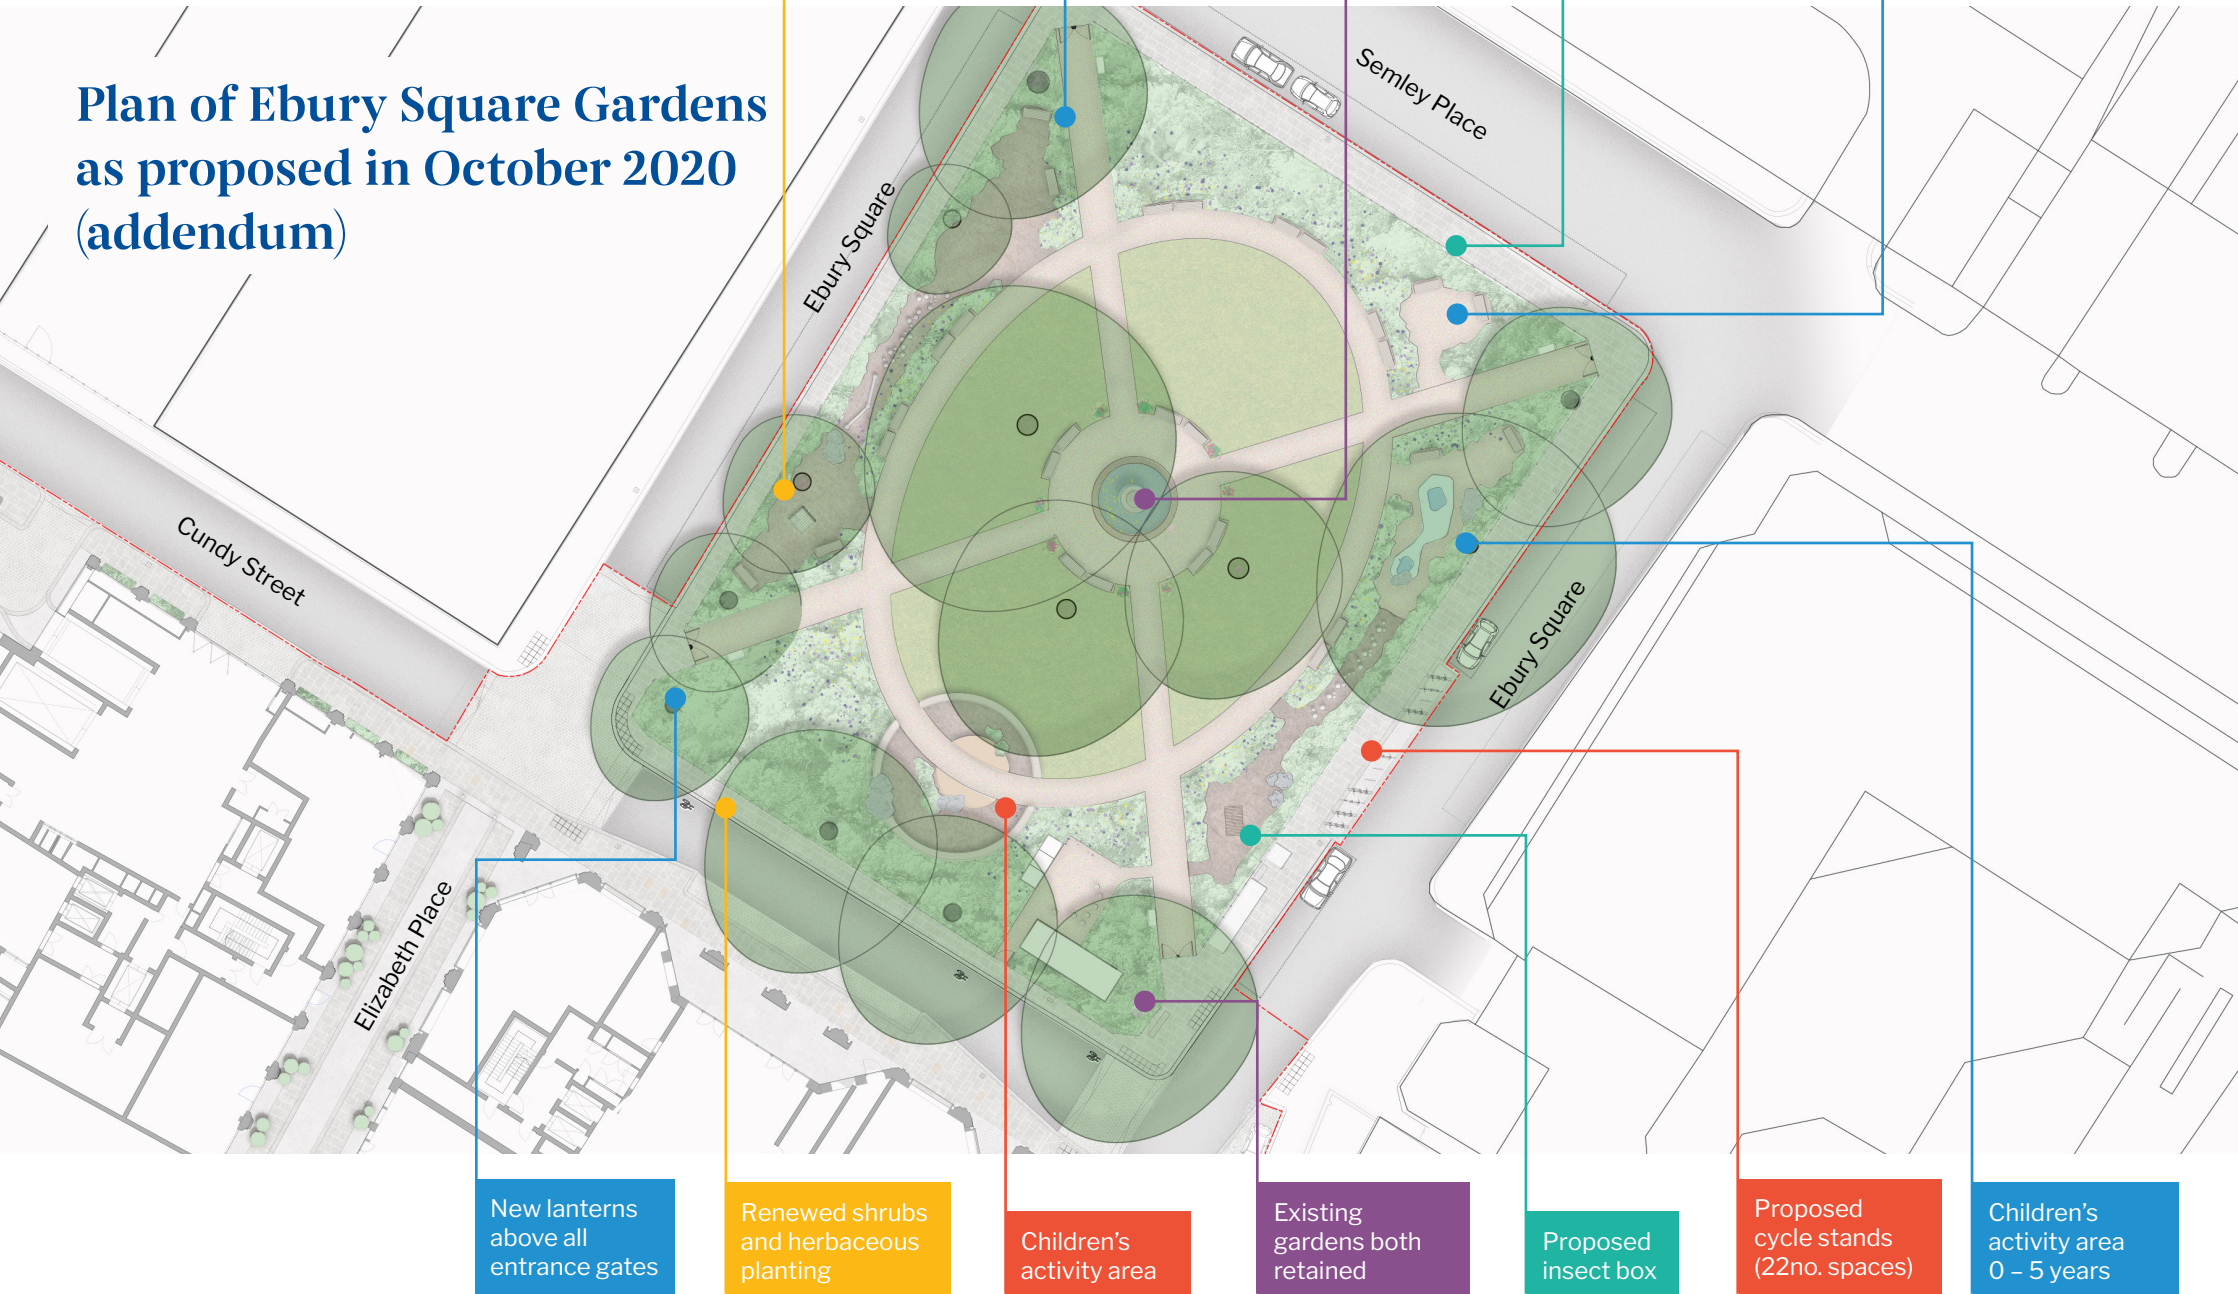 Plan of Ebury Square Gardens
as proposed in October 2020
(addendum)
Semley Place
Ebury Square
Cundy Street
Ebury Square
Elizabeth Place
New lanterns
above all
entrance gates
Renewed shrubs
and herbaceous
planting
Children’s
activity area
Existing
gardens both
retained
Proposed
insect box
Proposed
cycle stands
(22no. spaces)
Children’s
activity area
0 – 5 years